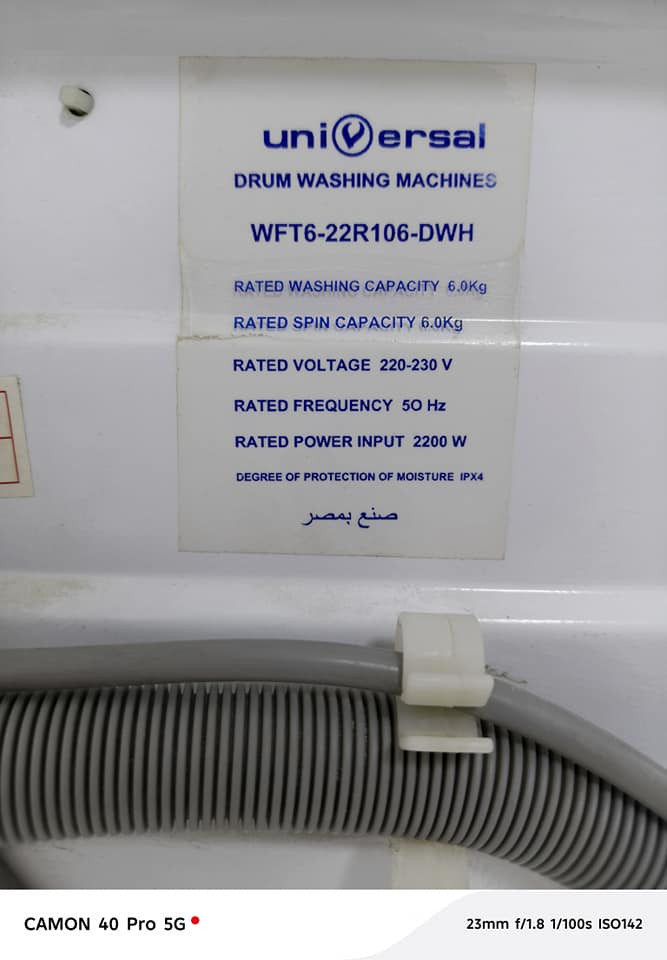 universal
DRUM WASHING MACHINES
WFT6-22R106-DWH
RATED WASHING CAPACITY 6.0Kg
RATED SPIN CAPACITY 6.0Kg
RATED VOLTAGE 220-230 V
RATED FREQUENCY 50 Hz
RATED POWER INPUT 2200 W
DEGREE OF PROTECTION OF MOISTURE IPX4
صنع بمصر
CAMON 40 Pro 5G
23mm f/1.8 1/100s ISO142